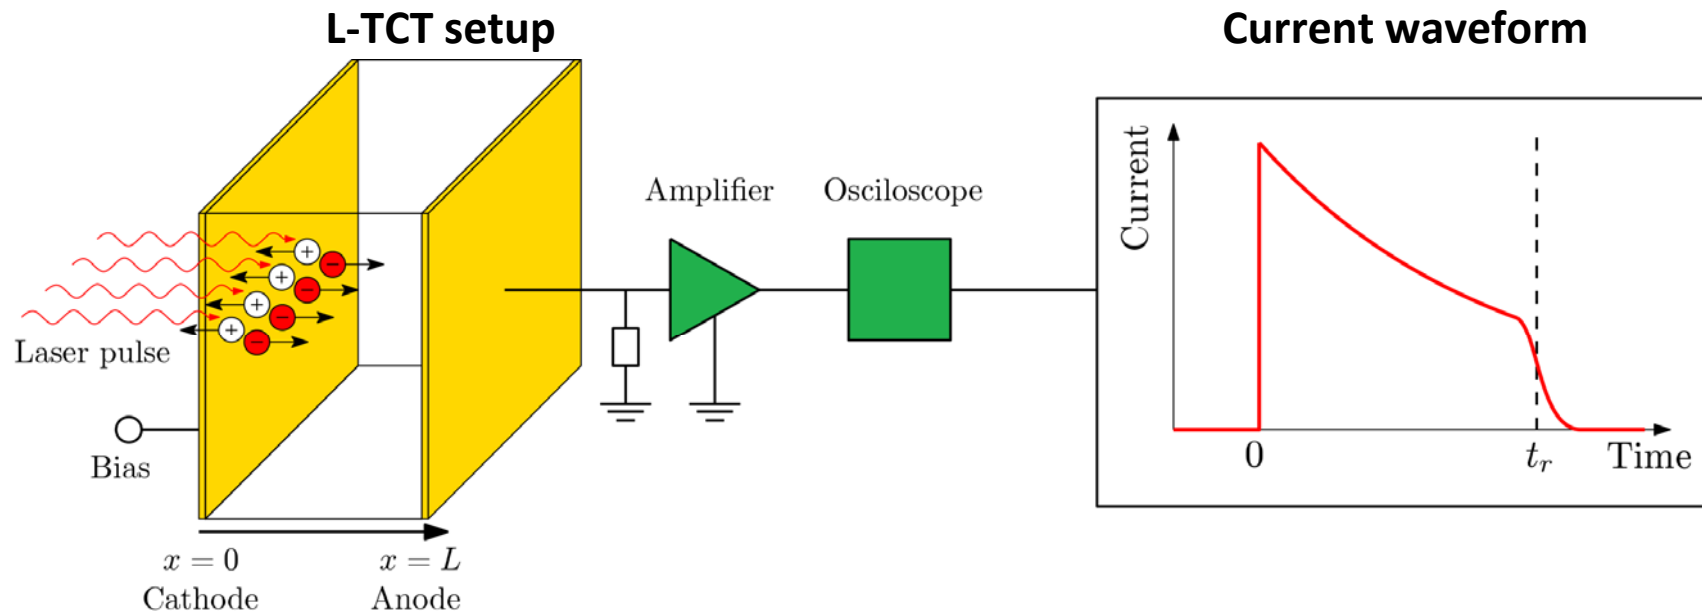 L-TCT setup
Current waveform
Amplifier
Osciloscope
Current
+
−
+
−
+
−
+
−
Laser pulse
Bias
0
t_r
Time
x = 0
x = L
Cathode
Anode